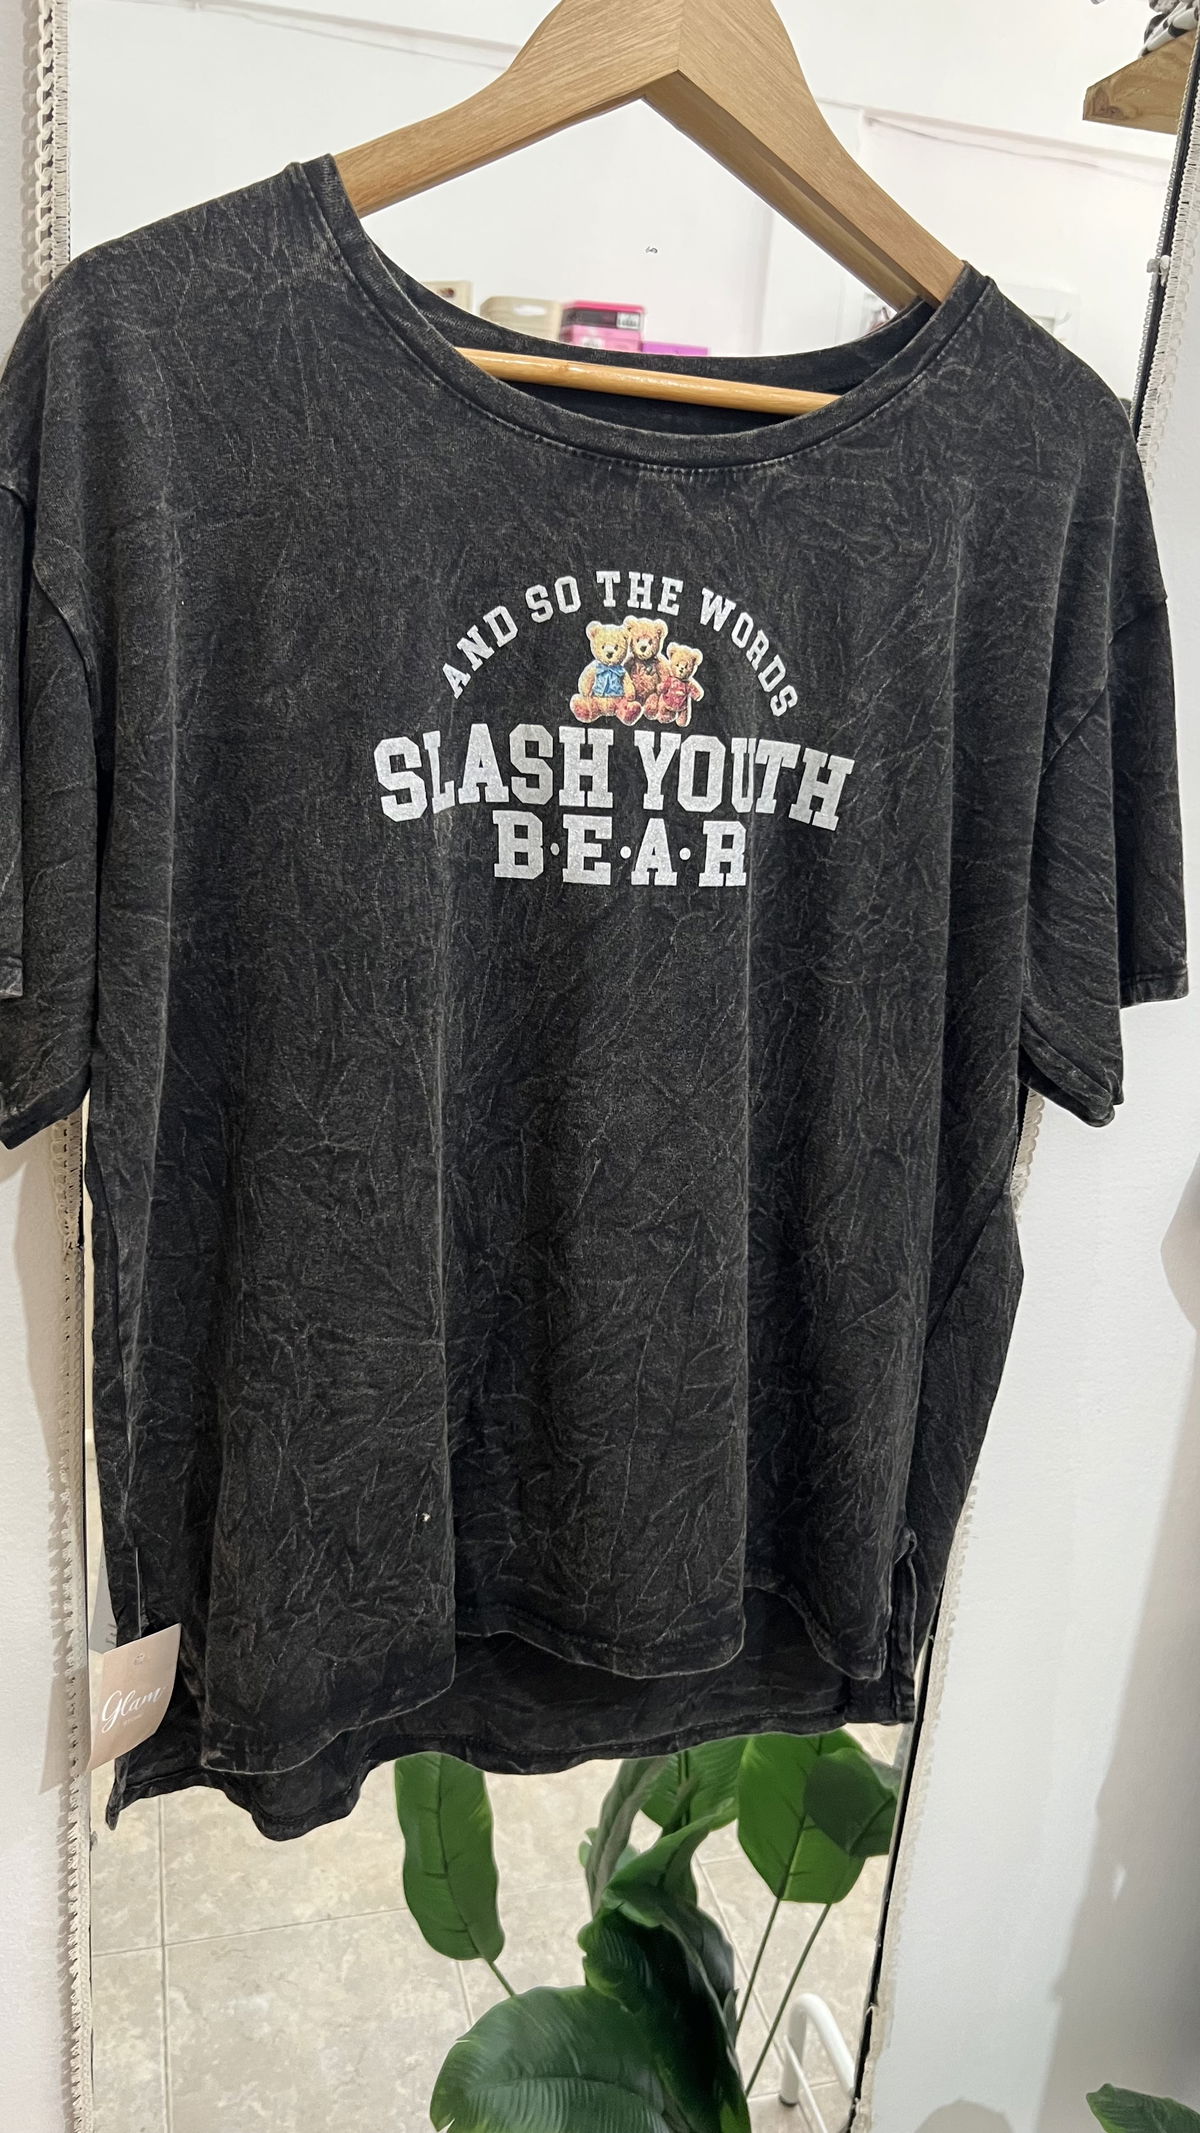 AND SO THE WORDS
SLASH YOUTH
B·E·A·R
Glam